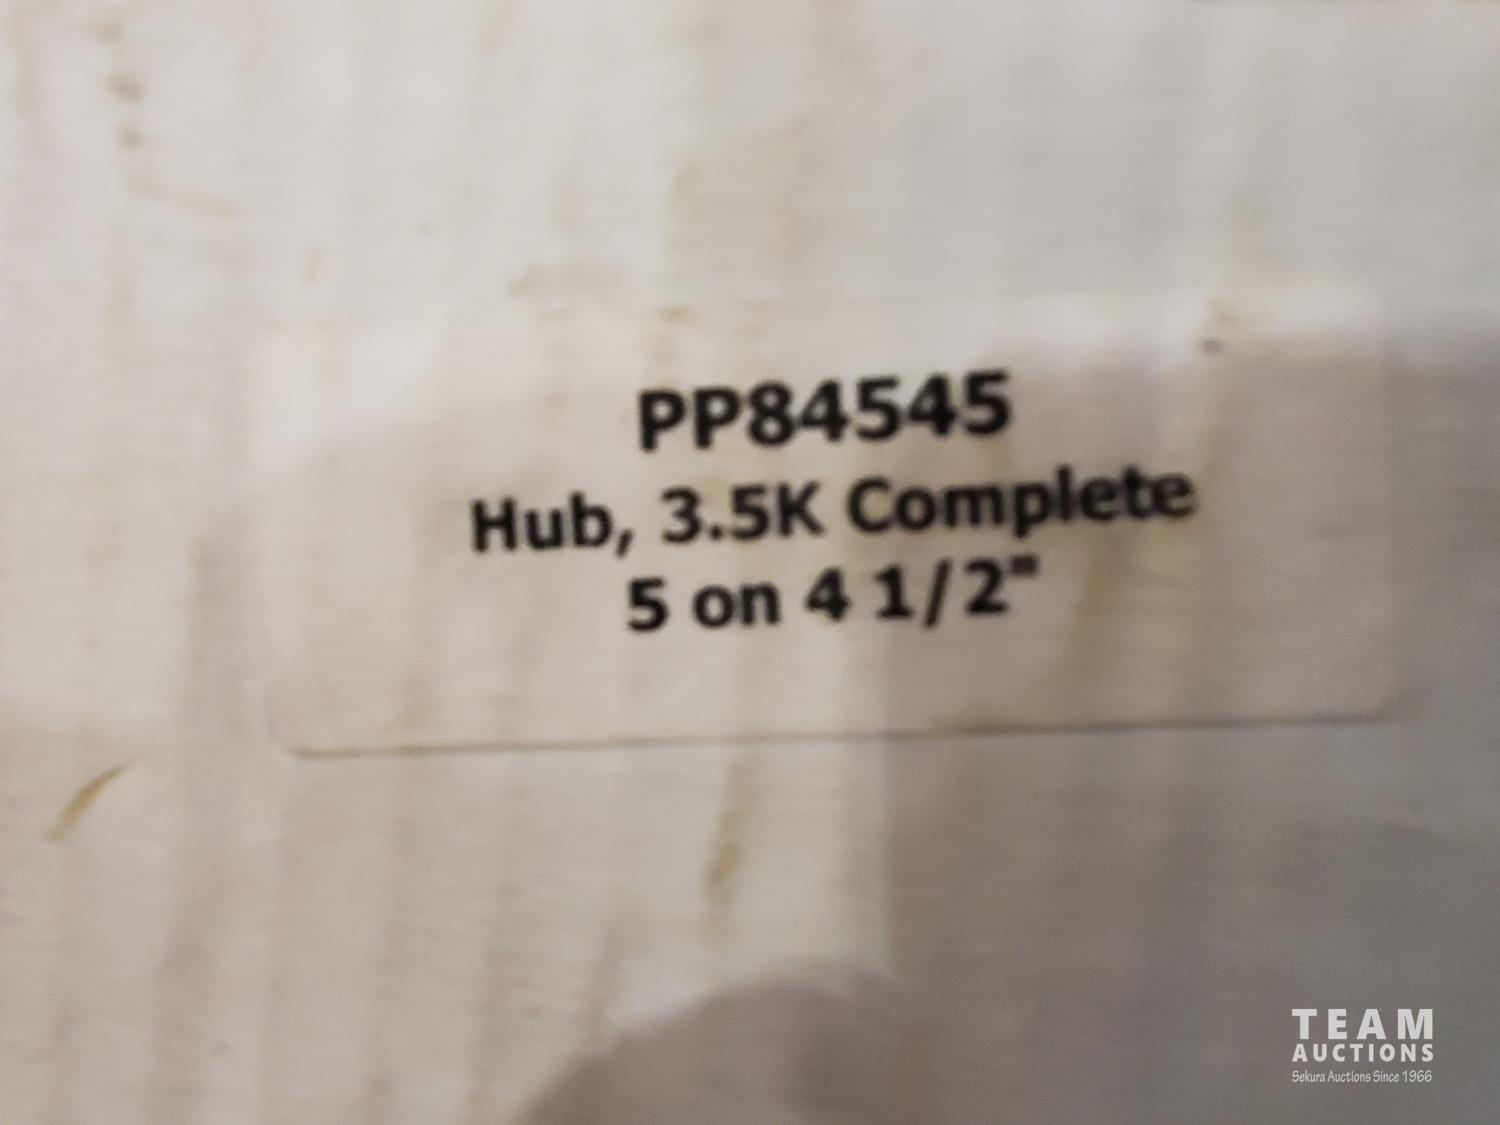 PP84545
Hub, 3.5K Complete
5 on 4 1/2"
TEAM
AUCTIONS
Sekura Auctions Since 1966